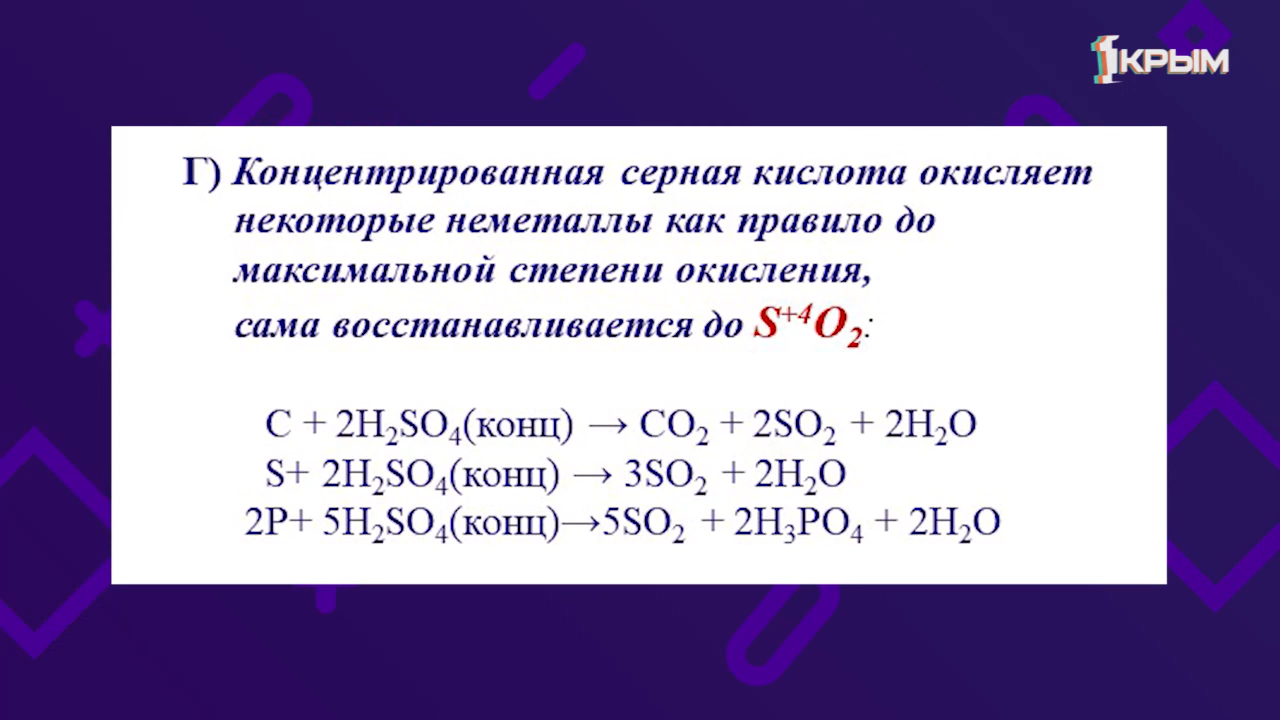 1КРЫМ
Г) Концентрированная серная кислота окисляет
некоторые неметаллы как правило до
максимальной степени окисления,
сама восстанавливается до S⁺⁴O₂:
C + 2H₂SO₄(конц) → CO₂ + 2SO₂ + 2H₂O
S+ 2H₂SO₄(конц) → 3SO₂ + 2H₂O
2P+ 5H₂SO₄(конц)→5SO₂ + 2H₃PO₄ + 2H₂O